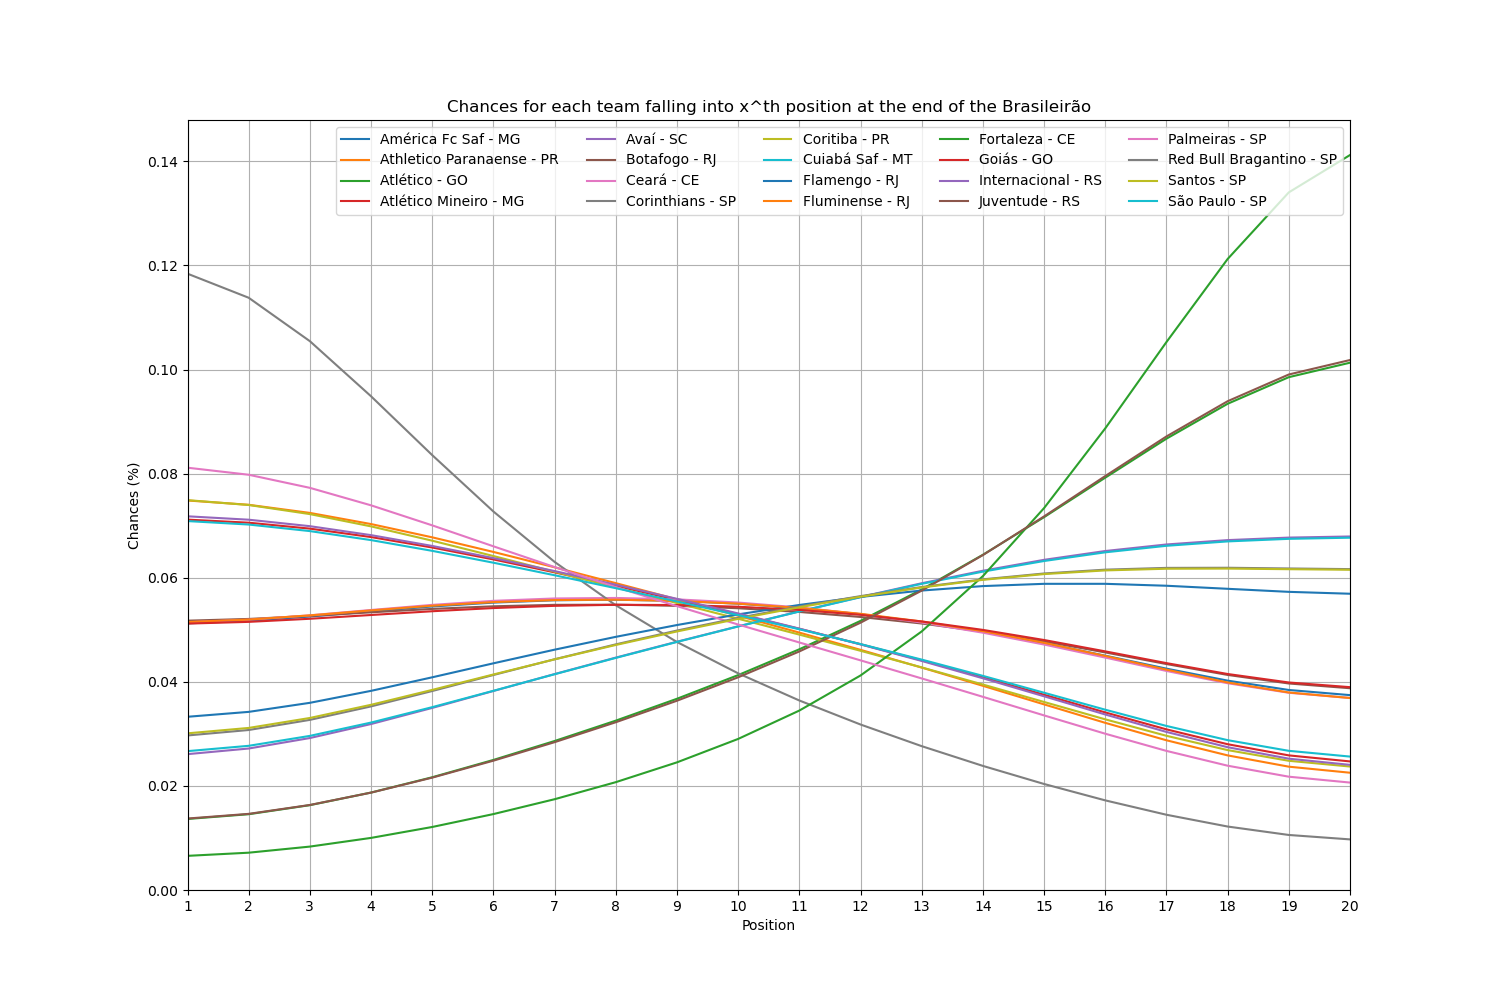 Chances for each team falling into x^th position at the end of the Brasileirão
América Fc Saf - MG
Athletico Paranaense - PR
Atlético - GO
Atlético Mineiro - MG
Avaí - SC
Botafogo - RJ
Ceará - CE
Corinthians - SP
Coritiba - PR
Cuiabá Saf - MT
Flamengo - RJ
Fluminense - RJ
Fortaleza - CE
Goiás - GO
Internacional - RS
Juventude - RS
Palmeiras - SP
Red Bull Bragantino - SP
Santos - SP
São Paulo - SP
Chances (%)
0.14
0.12
0.10
0.08
0.06
0.04
0.02
0.00
1 2 3 4 5 6 7 8 9 10 11 12 13 14 15 16 17 18 19 20
Position